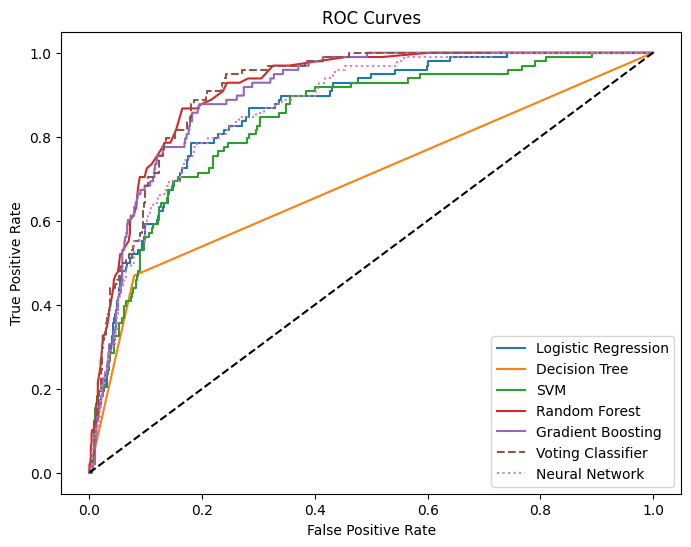 ROC Curves
True Positive Rate
1.0
0.8
0.6
0.4
0.2
0.0
0.0 0.2 0.4 0.6 0.8 1.0
False Positive Rate
Logistic Regression
Decision Tree
SVM
Random Forest
Gradient Boosting
Voting Classifier
Neural Network